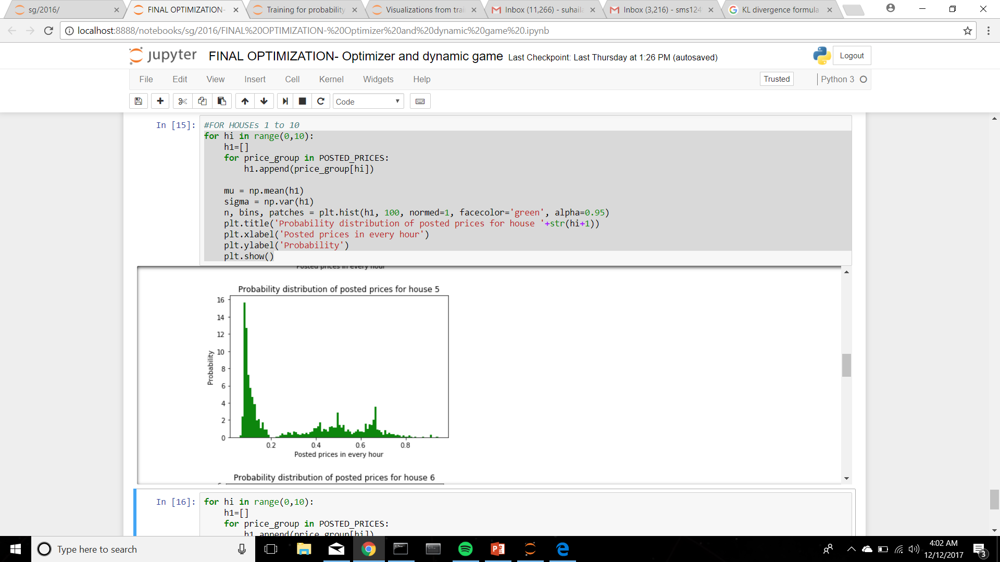 sg/2016/
FINAL OPTIMIZATION-
Training for probability
Visualizations from trai
Inbox (11,266) - suhaila
Inbox (3,216) - sms124
KL divergence formula
localhost:8888/notebooks/sg/2016/FINAL%20OPTIMIZATION-%20Optimizer%20and%20dynamic%20game%20.ipynb
jupyter FINAL OPTIMIZATION- Optimizer and dynamic game Last Checkpoint: Last Thursday at 1:26 PM (autosaved)
Logout
File Edit View Insert Cell Kernel Widgets Help
Trusted
Python 3
Code
In [15]:
#FOR HOUSEs 1 to 10
for hi in range(0,10):
    h1=[]
    for price_group in POSTED_PRICES:
        h1.append(price_group[hi])
    mu = np.mean(h1)
    sigma = np.var(h1)
    n, bins, patches = plt.hist(h1, 100, normed=1, facecolor='green', alpha=0.95)
    plt.title('Probability distribution of posted prices for house '+str(hi+1))
    plt.xlabel('Posted prices in every hour')
    plt.ylabel('Probability')
    plt.show()
Posted prices in every hour
Probability distribution of posted prices for house 5
16
14
12
10
8
6
4
2
0
Probability
0.2 0.4 0.6 0.8
Posted prices in every hour
Probability distribution of posted prices for house 6
In [16]:
for hi in range(0,10):
    h1=[]
    for price_group in POSTED_PRICES:
        h1.append(price_group[hi])
Type here to search
4:02 AM
12/12/2017
3